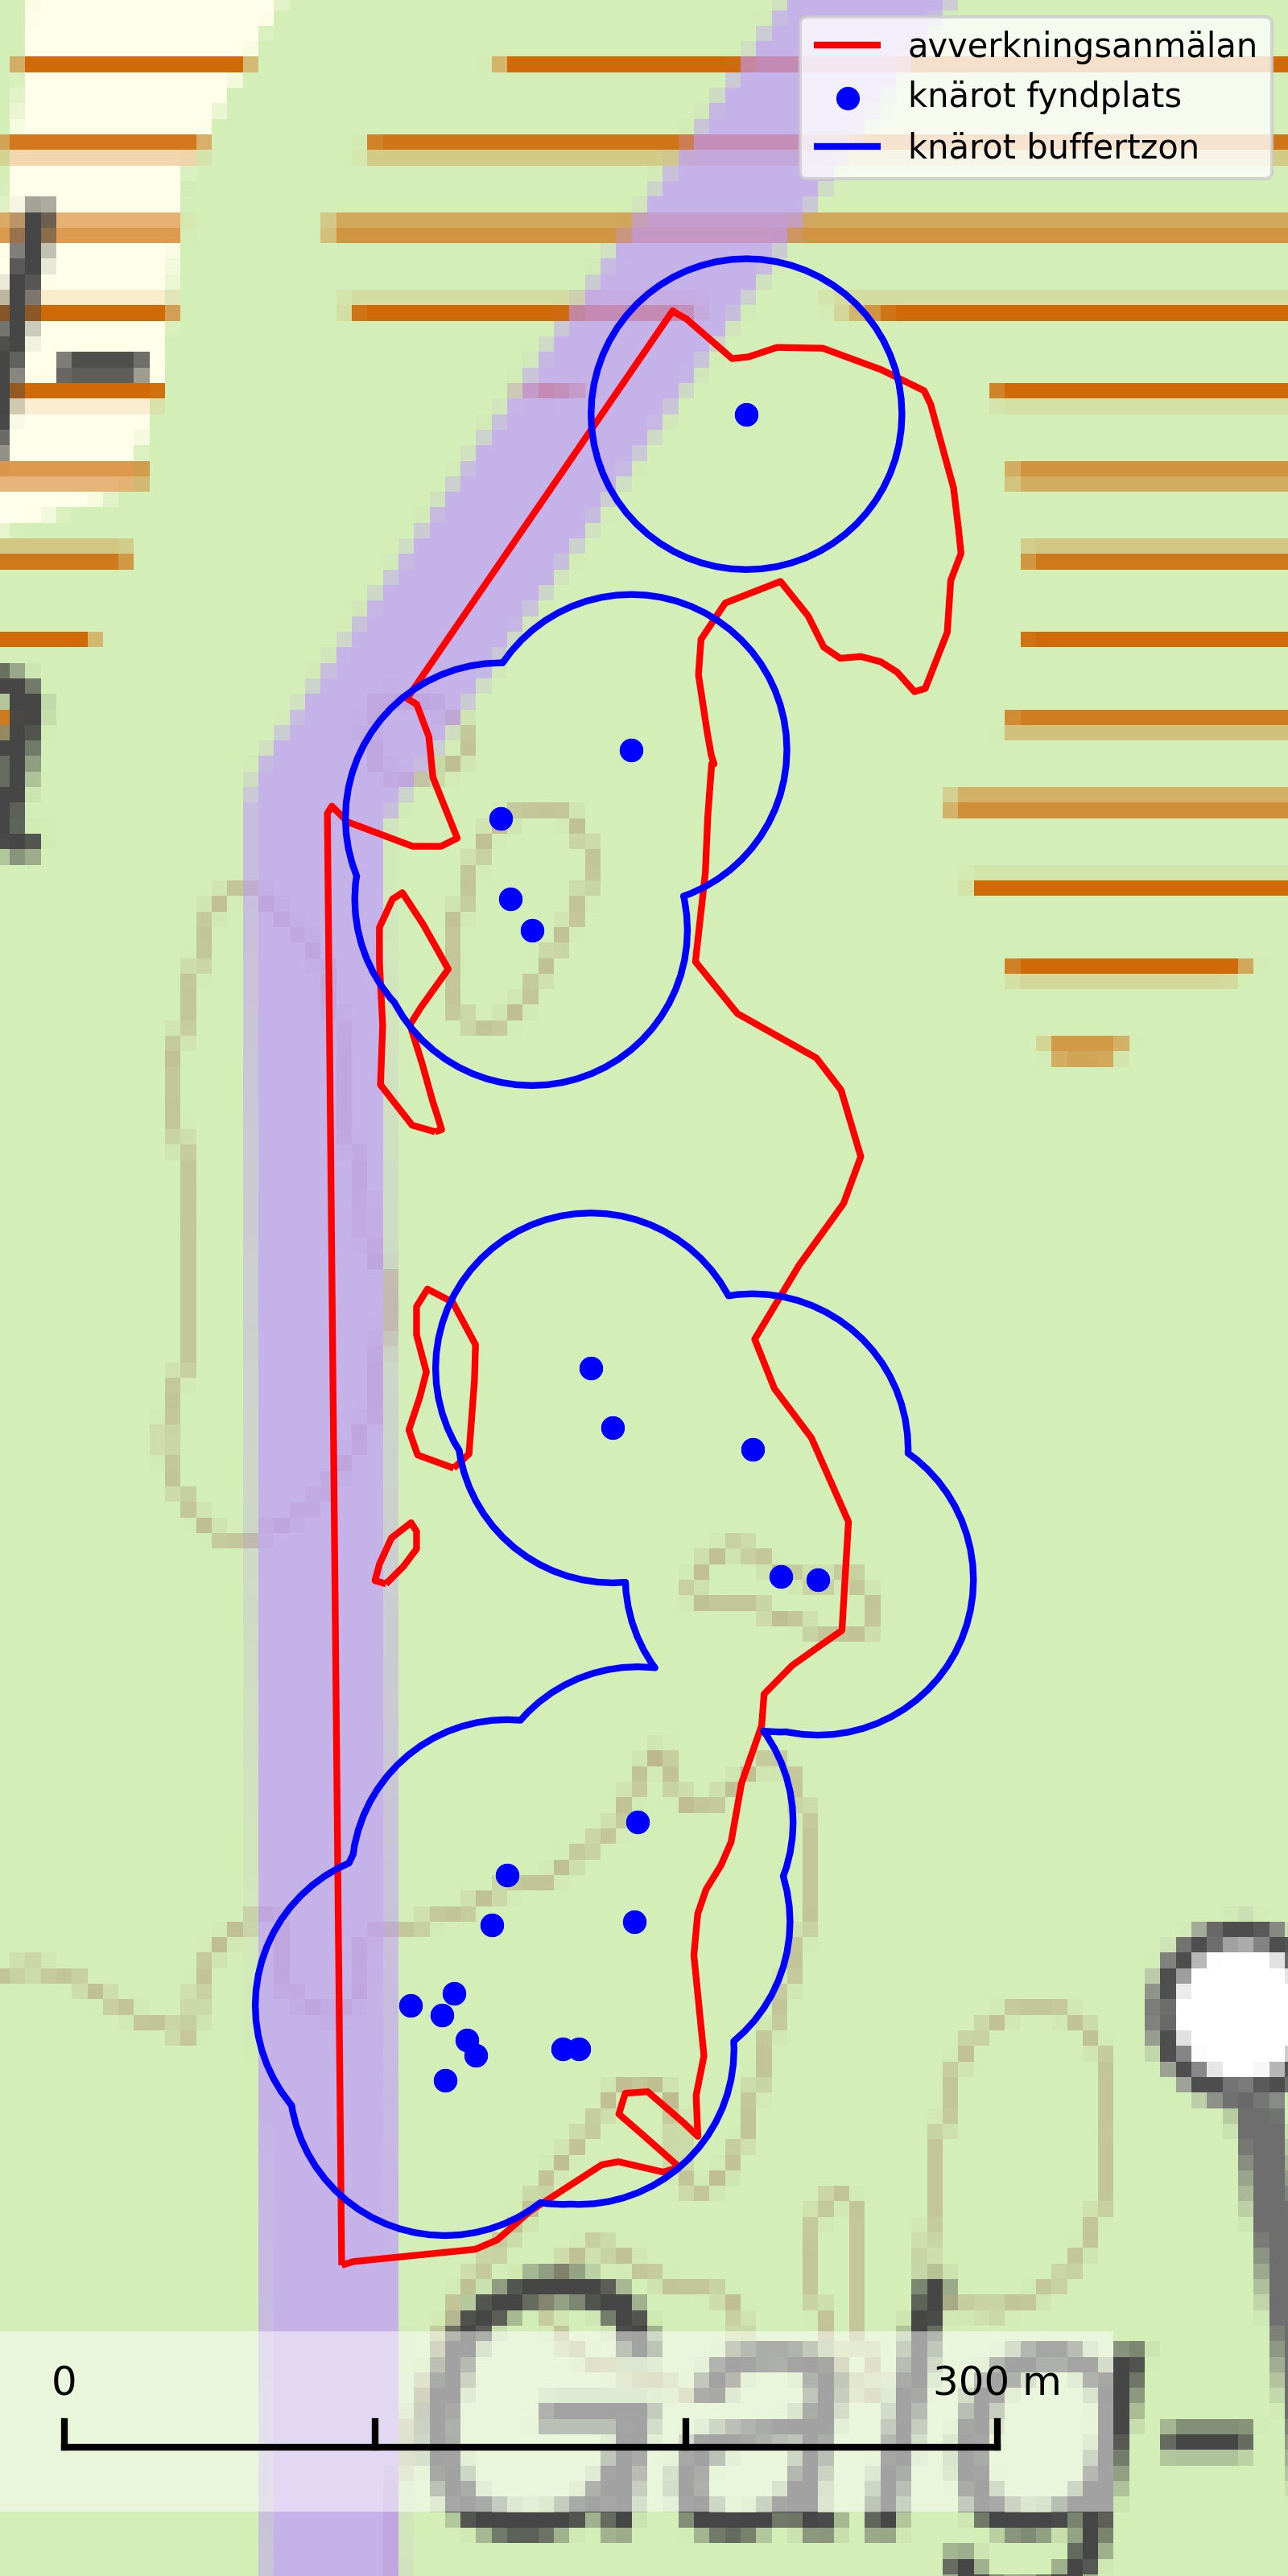 avverkningsanmälan
knärot fyndplats
knärot buffertzon
0
300 m